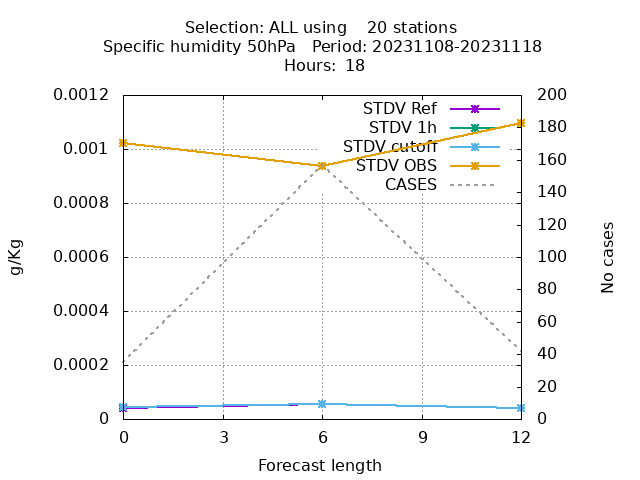 Selection: ALL using    20 stations
Specific humidity 50hPa   Period: 20231108-20231118
Hours: 18
STDV Ref
STDV 1h
STDV cutoff
STDV OBS
CASES
0.0012
0.001
0.0008
0.0006
0.0004
0.0002
0
200
180
160
140
120
100
80
60
40
20
0
g/Kg
No cases
0 3 6 9 12
Forecast length